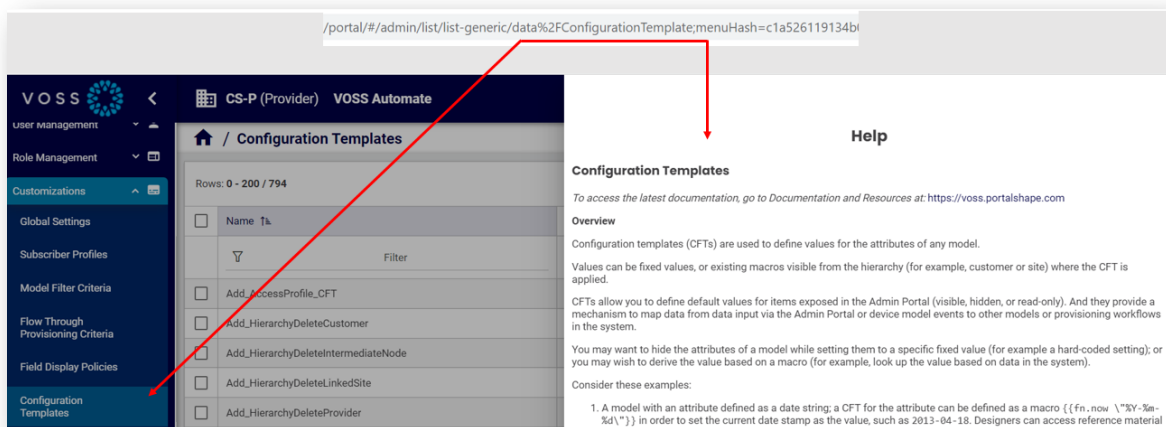 /portal/#/admin/list/list-generic/data%2FConfigurationTemplate;menuHash=c1a526119134b
VOSS
CS-P (Provider) VOSS Automate
User Management
/ Configuration Templates
Role Management
Customizations
Rows: 0 - 200 / 794
Global Settings
Name
Subscriber Profiles
Filter
Model Filter Criteria
Add_AccessProfile_CFT
Flow Through
Provisioning Criteria
Add_HierarchyDeleteCustomer
Add_HierarchyDeleteIntermediateNode
Field Display Policies
Add_HierarchyDeleteLinkedSite
Configuration
Templates
Add_HierarchyDeleteProvider
Help
Configuration Templates
To access the latest documentation, go to Documentation and Resources at: https://voss.portalshape.com
Overview
Configuration templates (CFTs) are used to define values for the attributes of any model.
Values can be fixed values, or existing macros visible from the hierarchy (for example, customer or site) where the CFT is
applied.
CFTs allow you to define default values for items exposed in the Admin Portal (visible, hidden, or read-only). And they provide a
mechanism to map data from data input via the Admin Portal or device model events to other models or provisioning workflows
in the system.
You may want to hide the attributes of a model while setting them to a specific fixed value (for example a hard-coded setting); or
you may wish to derive the value based on a macro (for example, look up the value based on data in the system).
Consider these examples:
1. A model with an attribute defined as a date string; a CFT for the attribute can be defined as a macro {{fn.now \"%Y-%m-
%d\"}} in order to set the current date stamp as the value, such as 2013-04-18. Designers can access reference material